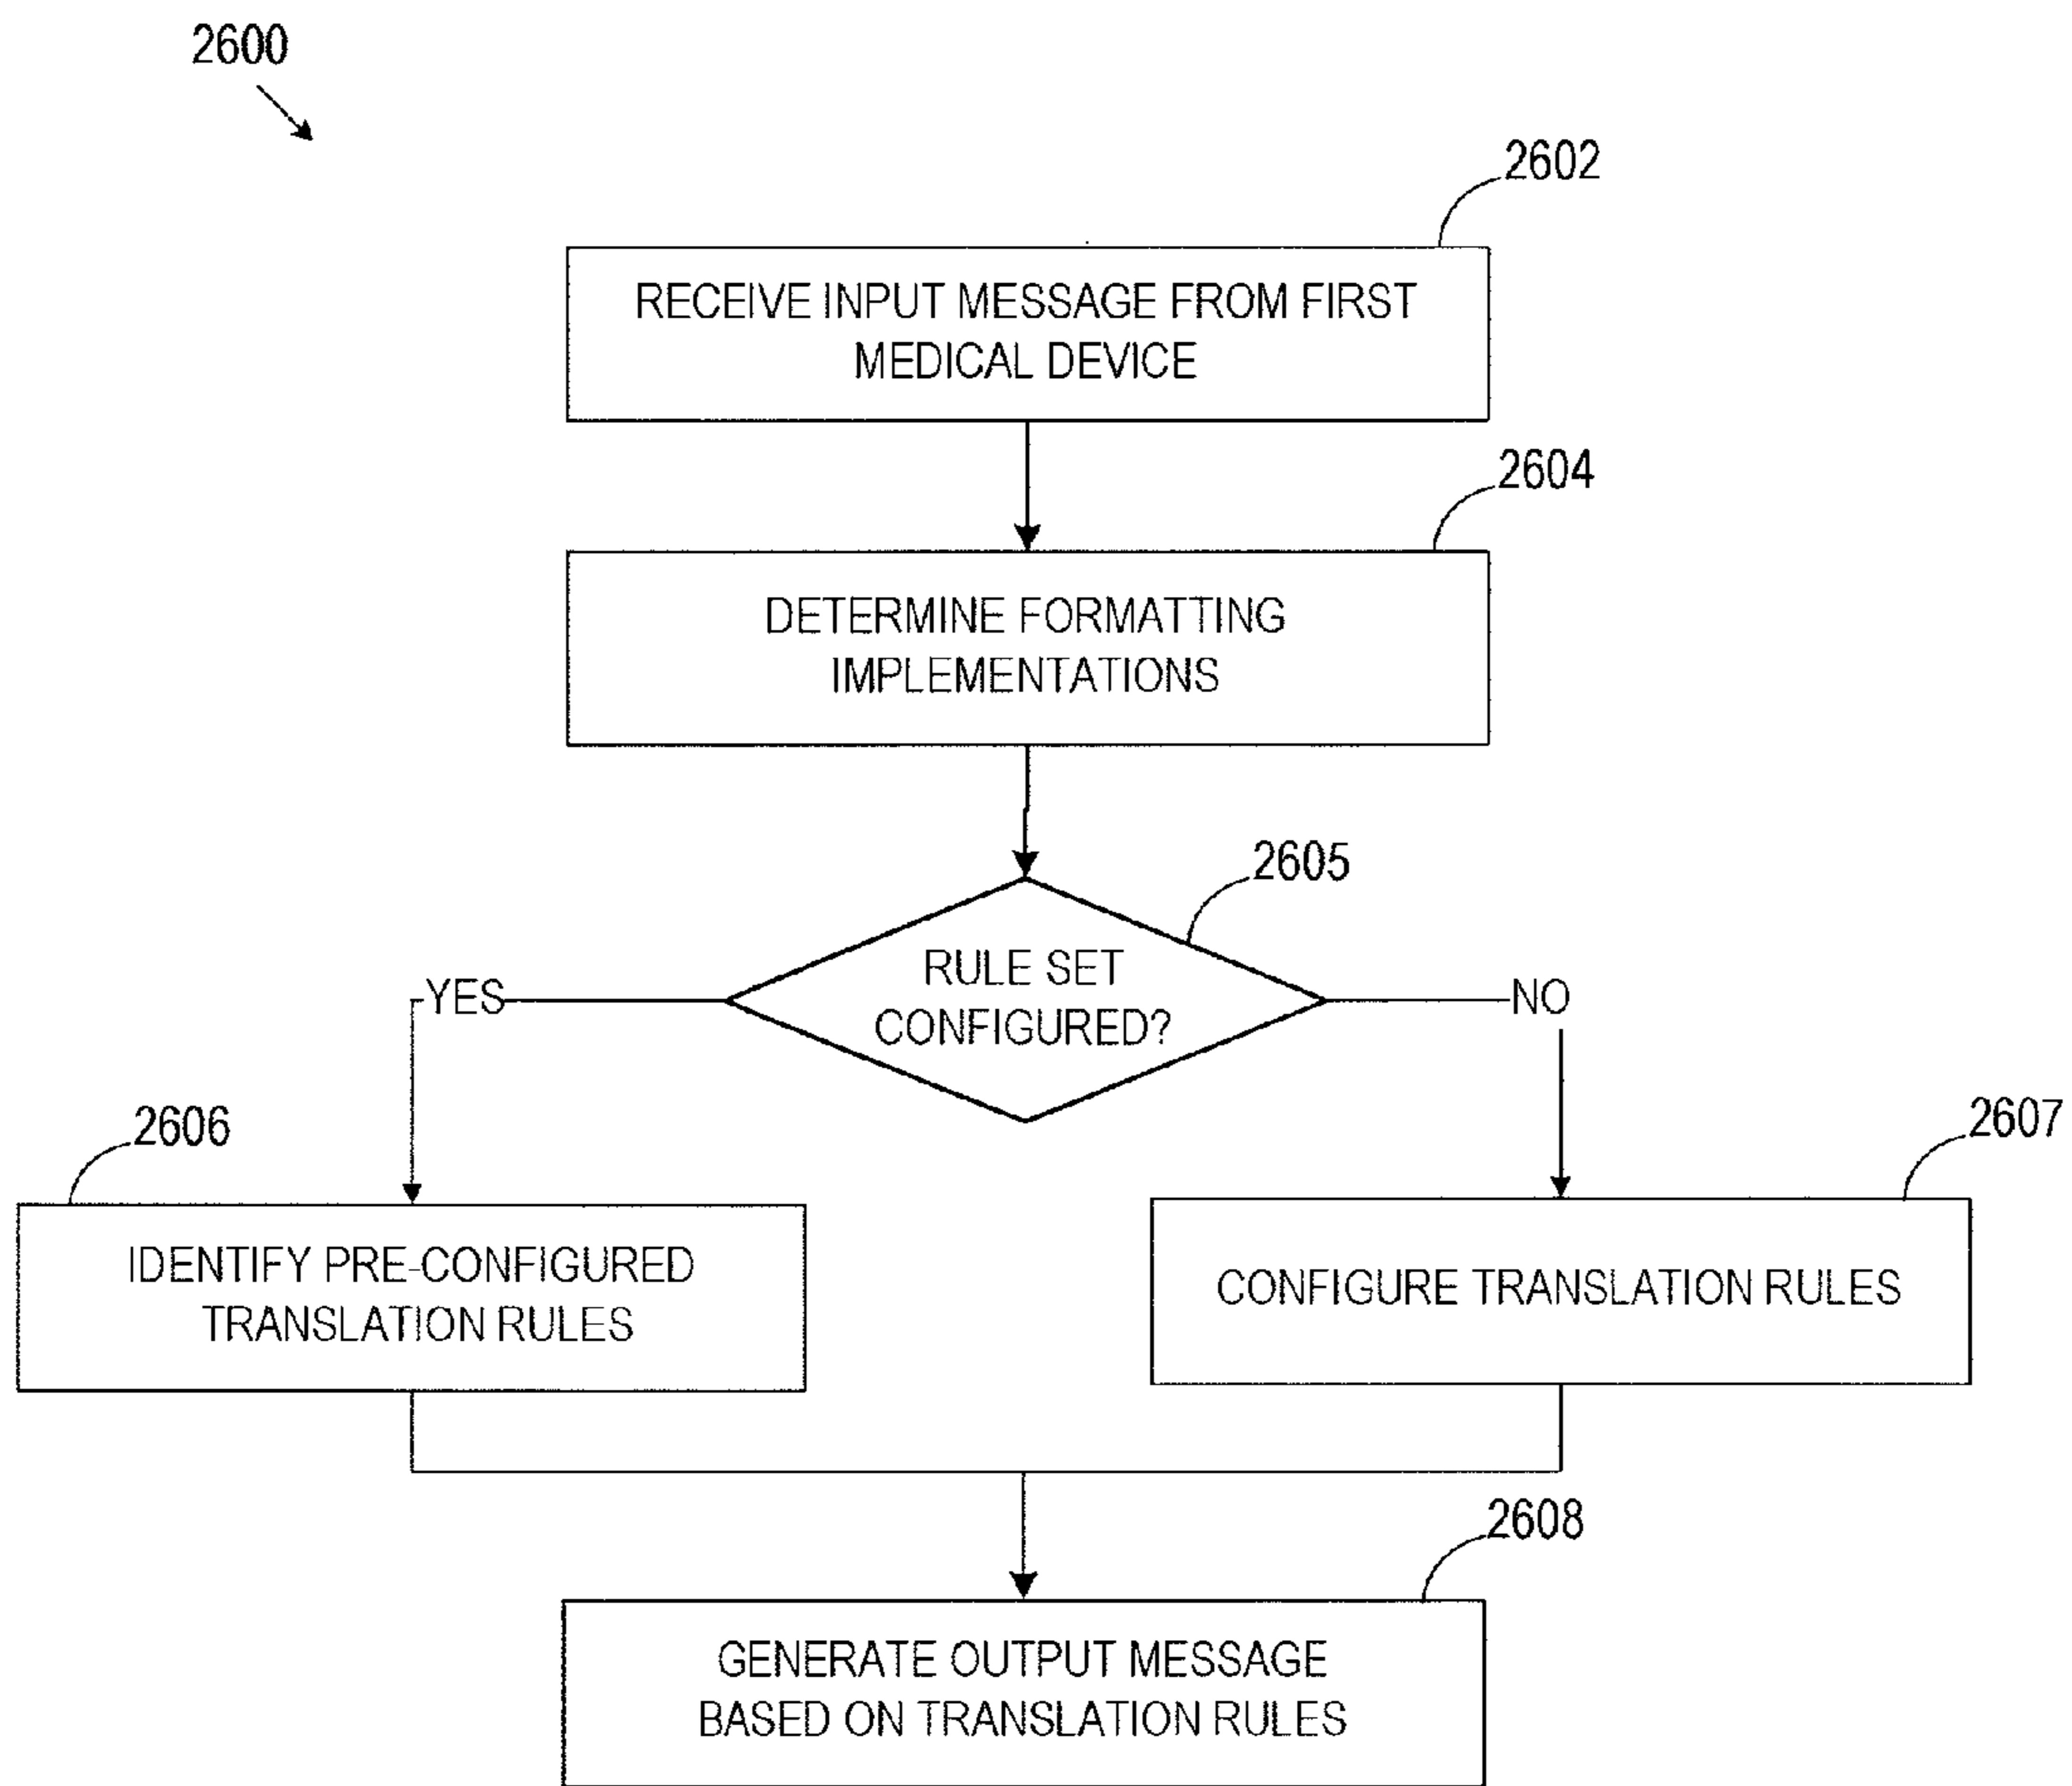 2600
2602
RECEIVE INPUT MESSAGE FROM FIRST
MEDICAL DEVICE
2604
DETERMINE FORMATTING
IMPLEMENTATIONS
2605
RULE SET
CONFIGURED?
YES
NO
2606
IDENTIFY PRE-CONFIGURED
TRANSLATION RULES
2607
CONFIGURE TRANSLATION RULES
2608
GENERATE OUTPUT MESSAGE
BASED ON TRANSLATION RULES